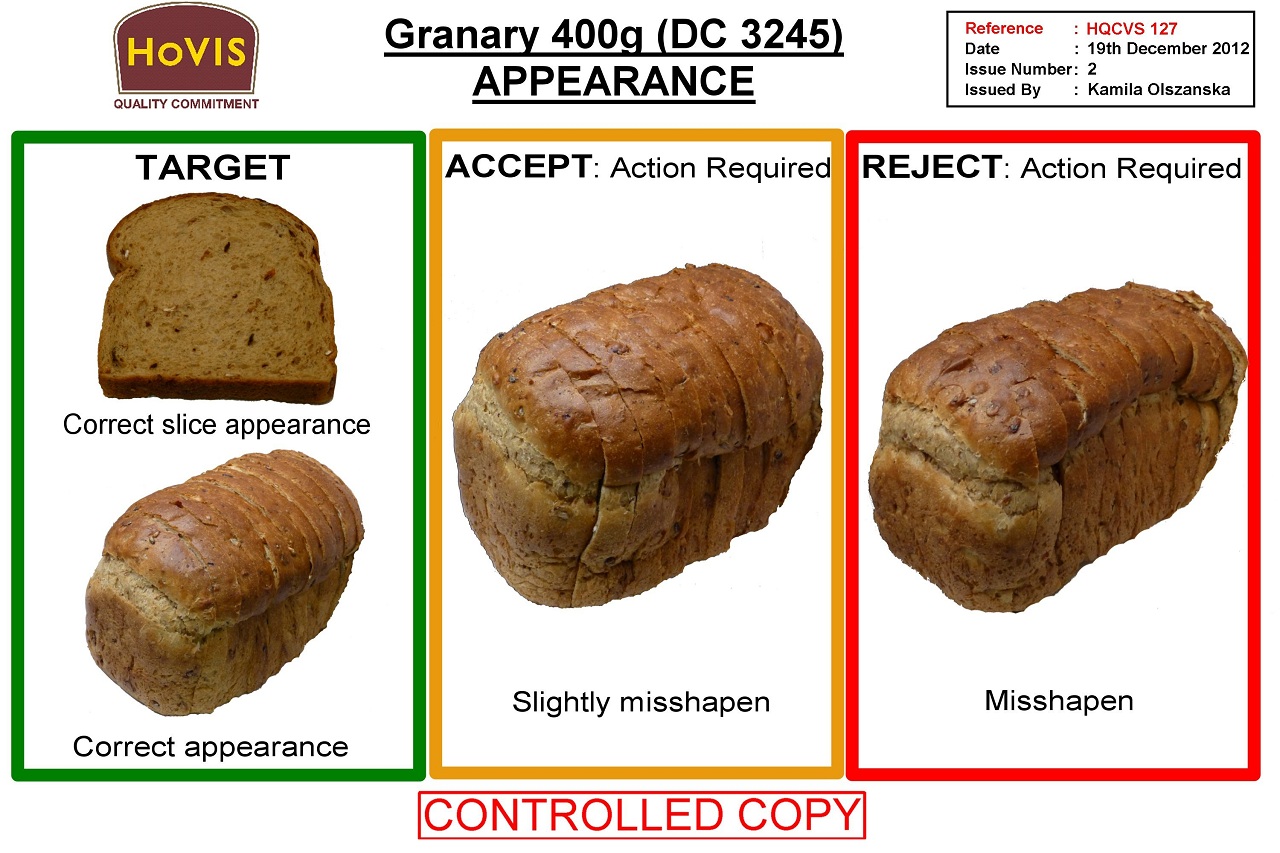 HOVIS
QUALITY COMMITMENT
Granary 400g (DC 3245)
APPEARANCE
Reference : HQCVS 127
Date : 19th December 2012
Issue Number : 2
Issued By : Kamila Olszanska
TARGET
Correct slice appearance
Correct appearance
ACCEPT: Action Required
Slightly misshapen
REJECT: Action Required
Misshapen
CONTROLLED COPY